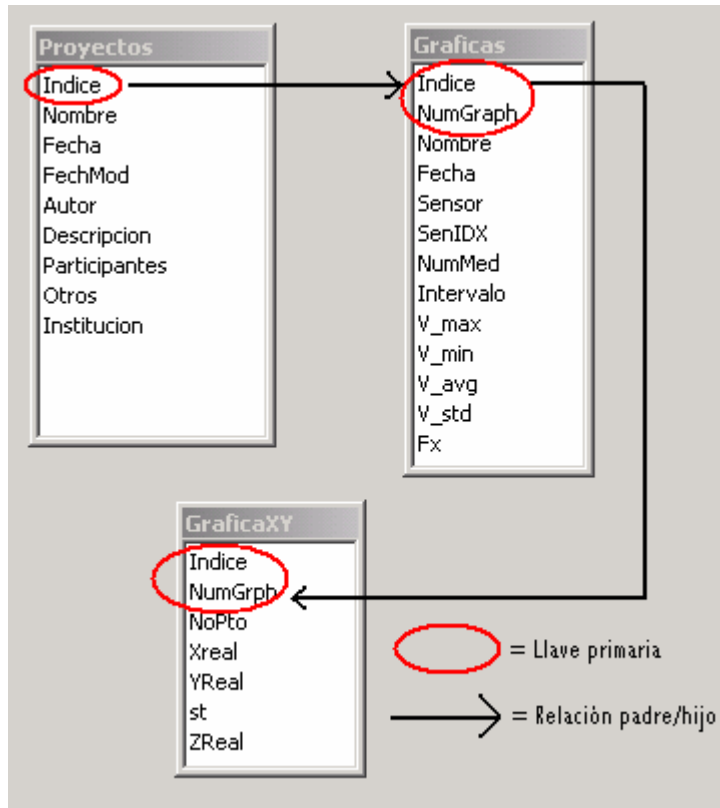 Proyectos
Indice
Nombre
Fecha
FechMod
Autor
Descripcion
Participantes
Otros
Institucion
Graficas
Indice
NumGraph
Nombre
Fecha
Sensor
SenIDX
NumMed
Intervalo
V_max
V_min
V_avg
V_std
Fx
GraficaXY
Indice
NumGrph
NoPto
Xreal
YReal
st
ZReal
= Llave primaria
= Relación padre/hijo